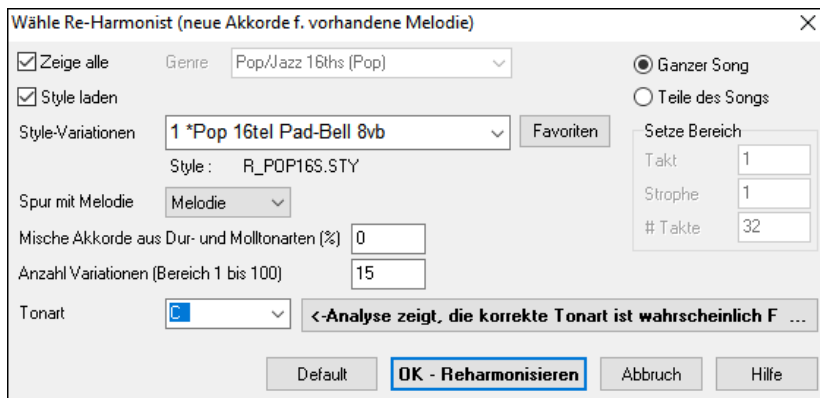 Wähle Re-Harmonist (neue Akkorde f. vorhandene Melodie)
Zeige alle Genre Pop/Jazz 16ths (Pop) Ganzer Song
Style laden Teile des Songs
Style-Variationen 1 *Pop 16tel Pad-Bell 8vb Favoriten Setze Bereich
Style : R_POP16S.STY Takt 1
Spur mit Melodie Melodie Strophe 1
Mische Akkorde aus Dur- und Molltonarten (%) 0 # Takte 32
Anzahl Variationen (Bereich 1 bis 100) 15
Tonart C <-Analyse zeigt, die korrekte Tonart ist wahrscheinlich F ...
Default OK - Reharmonisieren Abbruch Hilfe